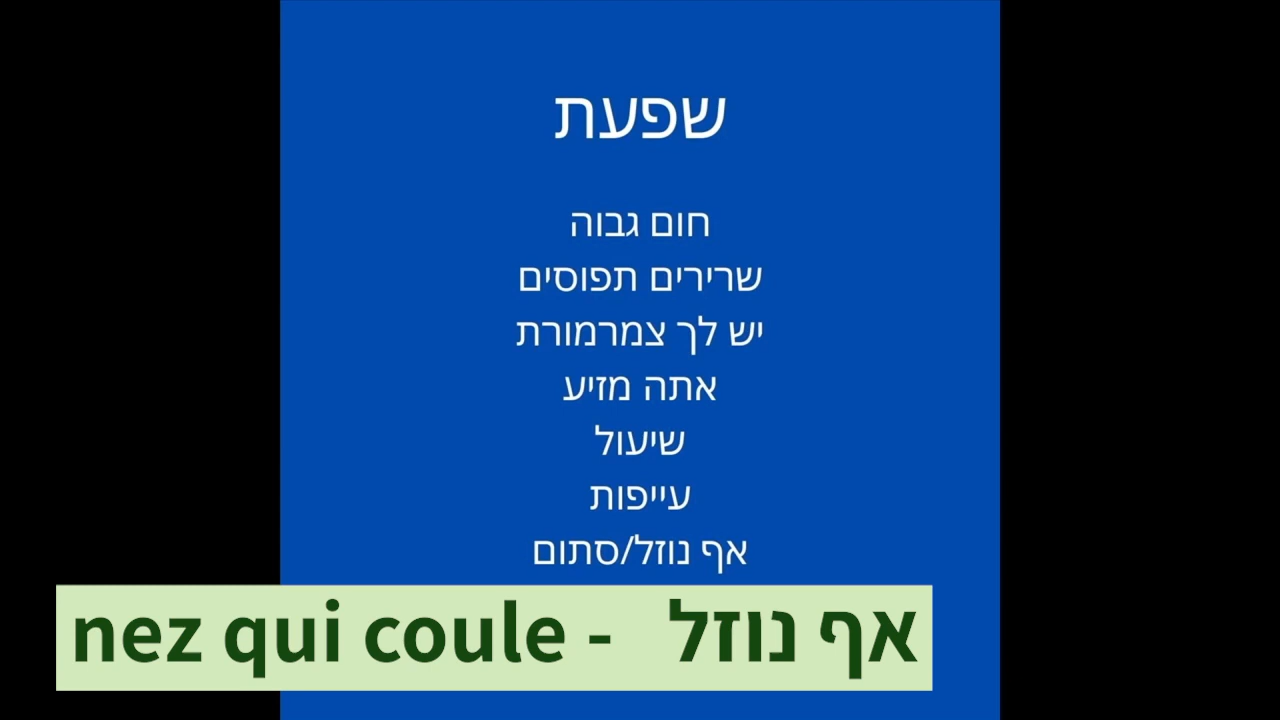 שפעת
חום גבוה
שרירים תפוסים
יש לך צמרמורת
אתה מזיע
שיעול
עייפות
אף נוזל/סתום
nez qui coule - אף נוזל